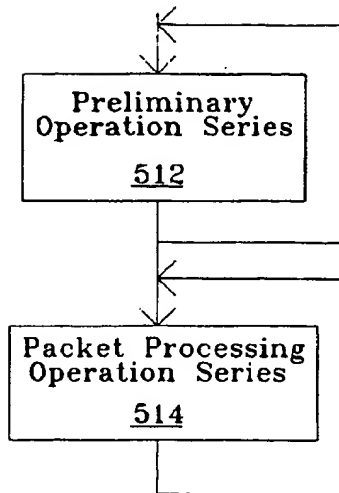 Preliminary
Operation Series
512
Packet Processing
Operation Series
514